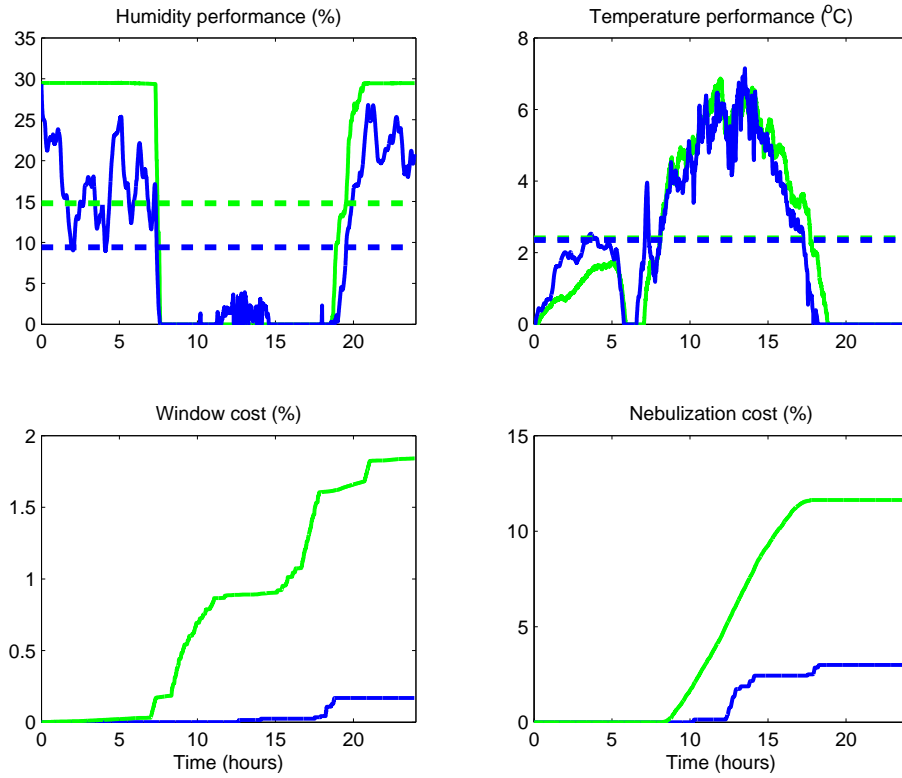 Humidity performance (%)
35
30
25
20
15
10
5
0
0 5 10 15 20
Temperature performance (°C)
8
6
4
2
0
0 5 10 15 20
Window cost (%)
2
1.5
1
0.5
0
0 5 10 15 20
Time (hours)
Nebulization cost (%)
15
10
5
0
0 5 10 15 20
Time (hours)